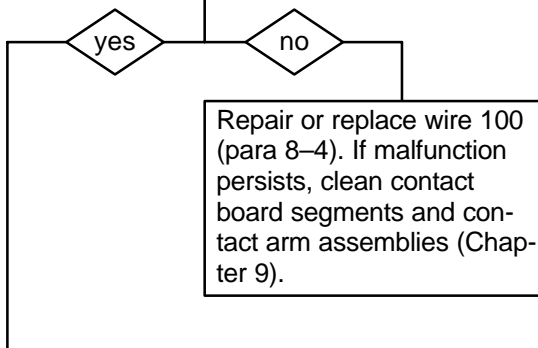 yes
no
Repair or replace wire 100
(para 8–4). If malfunction
persists, clean contact
board segments and con-
tact arm assemblies (Chap-
ter 9).